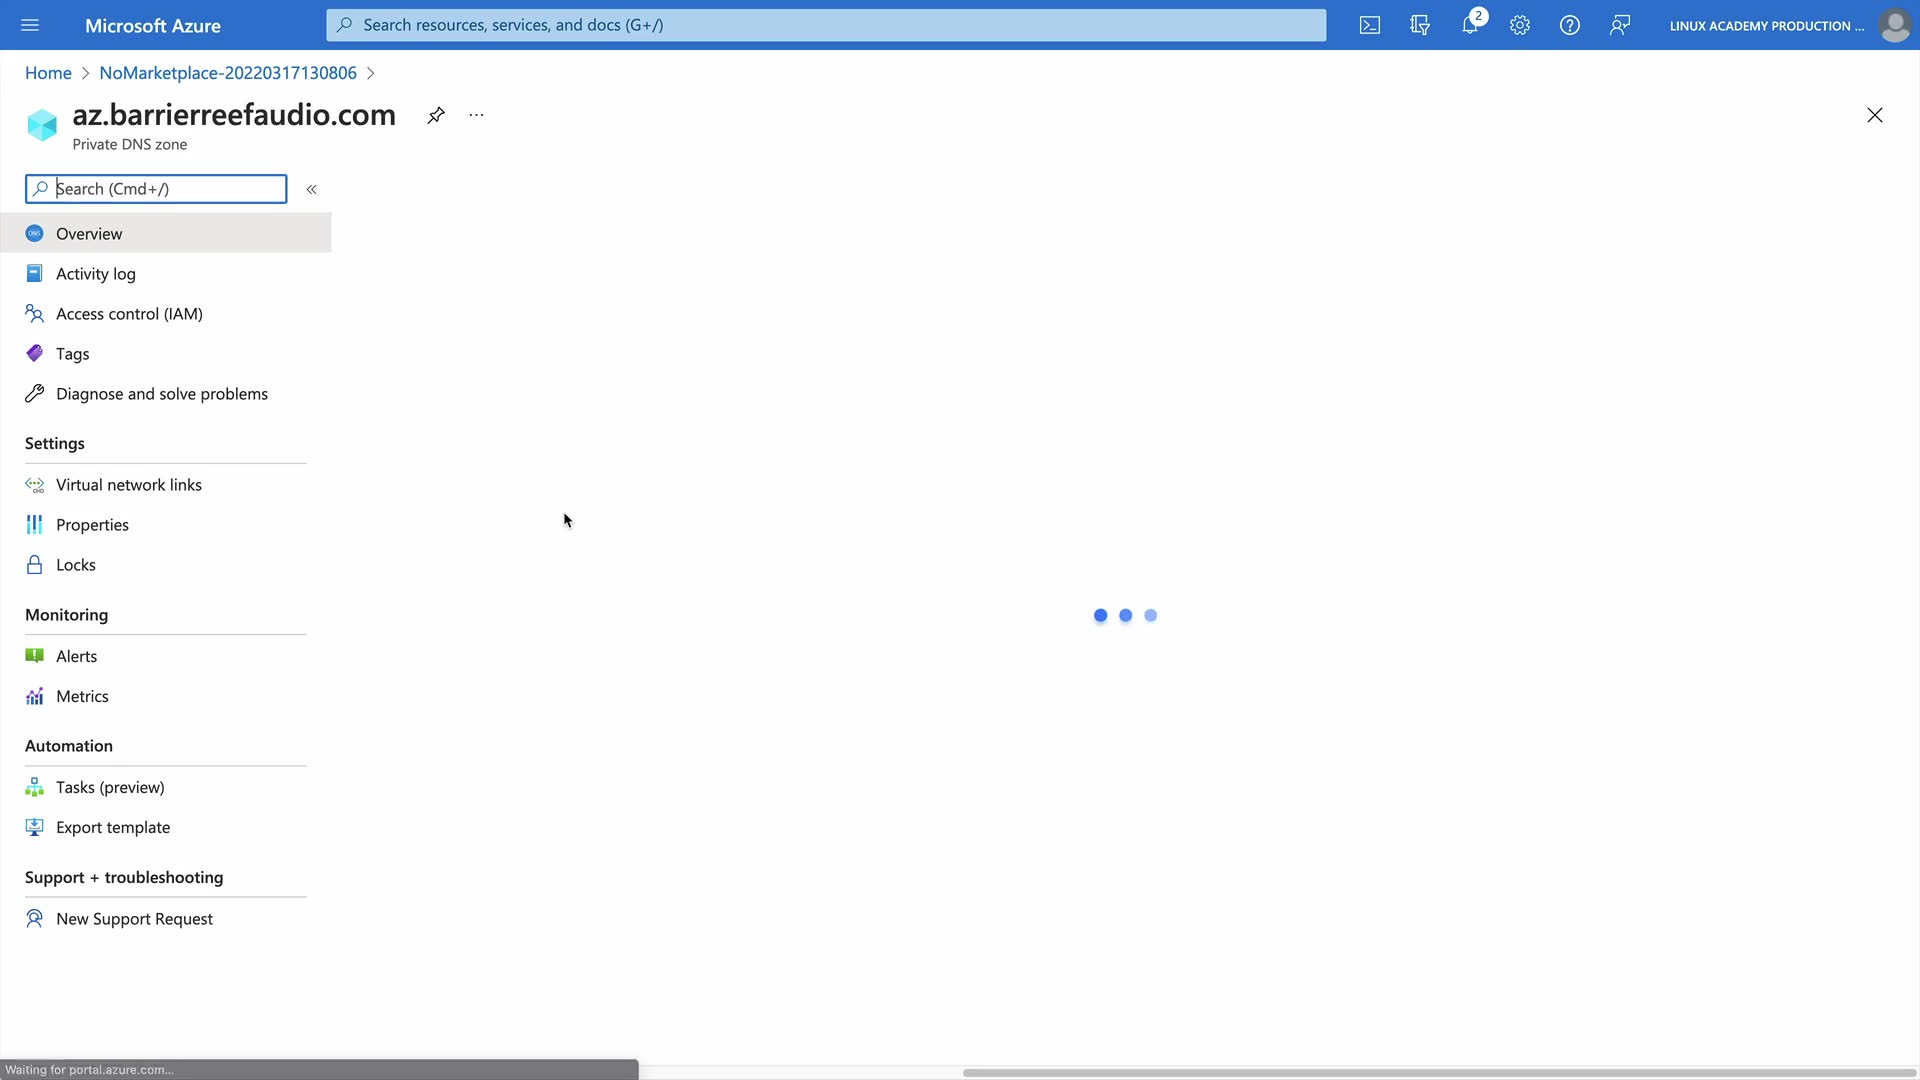 Microsoft Azure
Search resources, services, and docs (G+/)
2
LINUX ACADEMY PRODUCTION ...
Home > NoMarketplace-20220317130806 >
az.barrierreefaudio.com
Private DNS zone
Search (Cmd+/)
«
DNS
Overview
Activity log
Access control (IAM)
Tags
Diagnose and solve problems
Settings
Virtual network links
Properties
Locks
Monitoring
Alerts
Metrics
Automation
Tasks (preview)
Export template
Support + troubleshooting
New Support Request
Waiting for portal.azure.com...